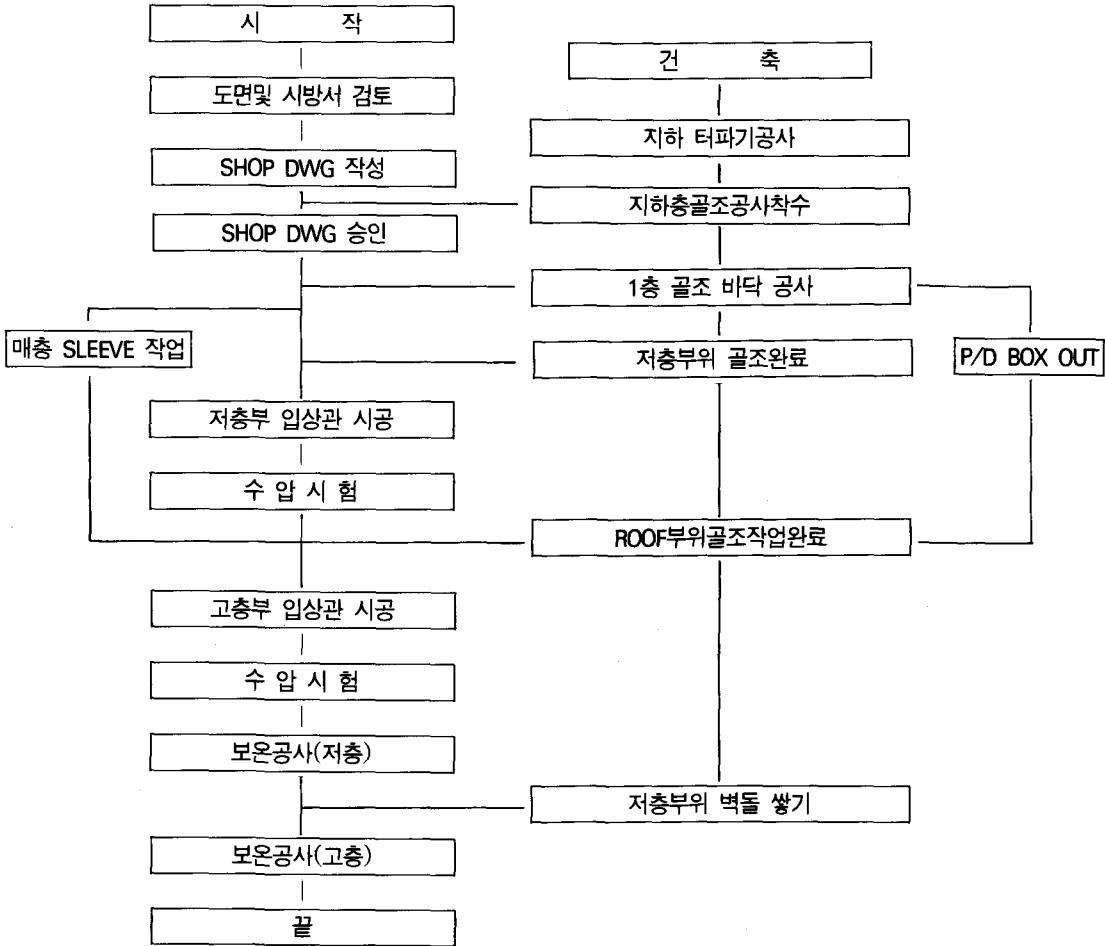 시 작
건 축
도면및 시방서 검토
지하 터파기공사
SHOP DWG 작성
지하층골조공사착수
SHOP DWG 승인
1층 골조 바닥 공사
매층 SLEEVE 작업
저층부위 골조완료
P/D BOX OUT
저층부 입상관 시공
수 압 시 험
ROOF부위골조작업완료
고층부 입상관 시공
수 압 시 험
보온공사(저층)
저층부위 벽돌 쌓기
보온공사(고층)
끝